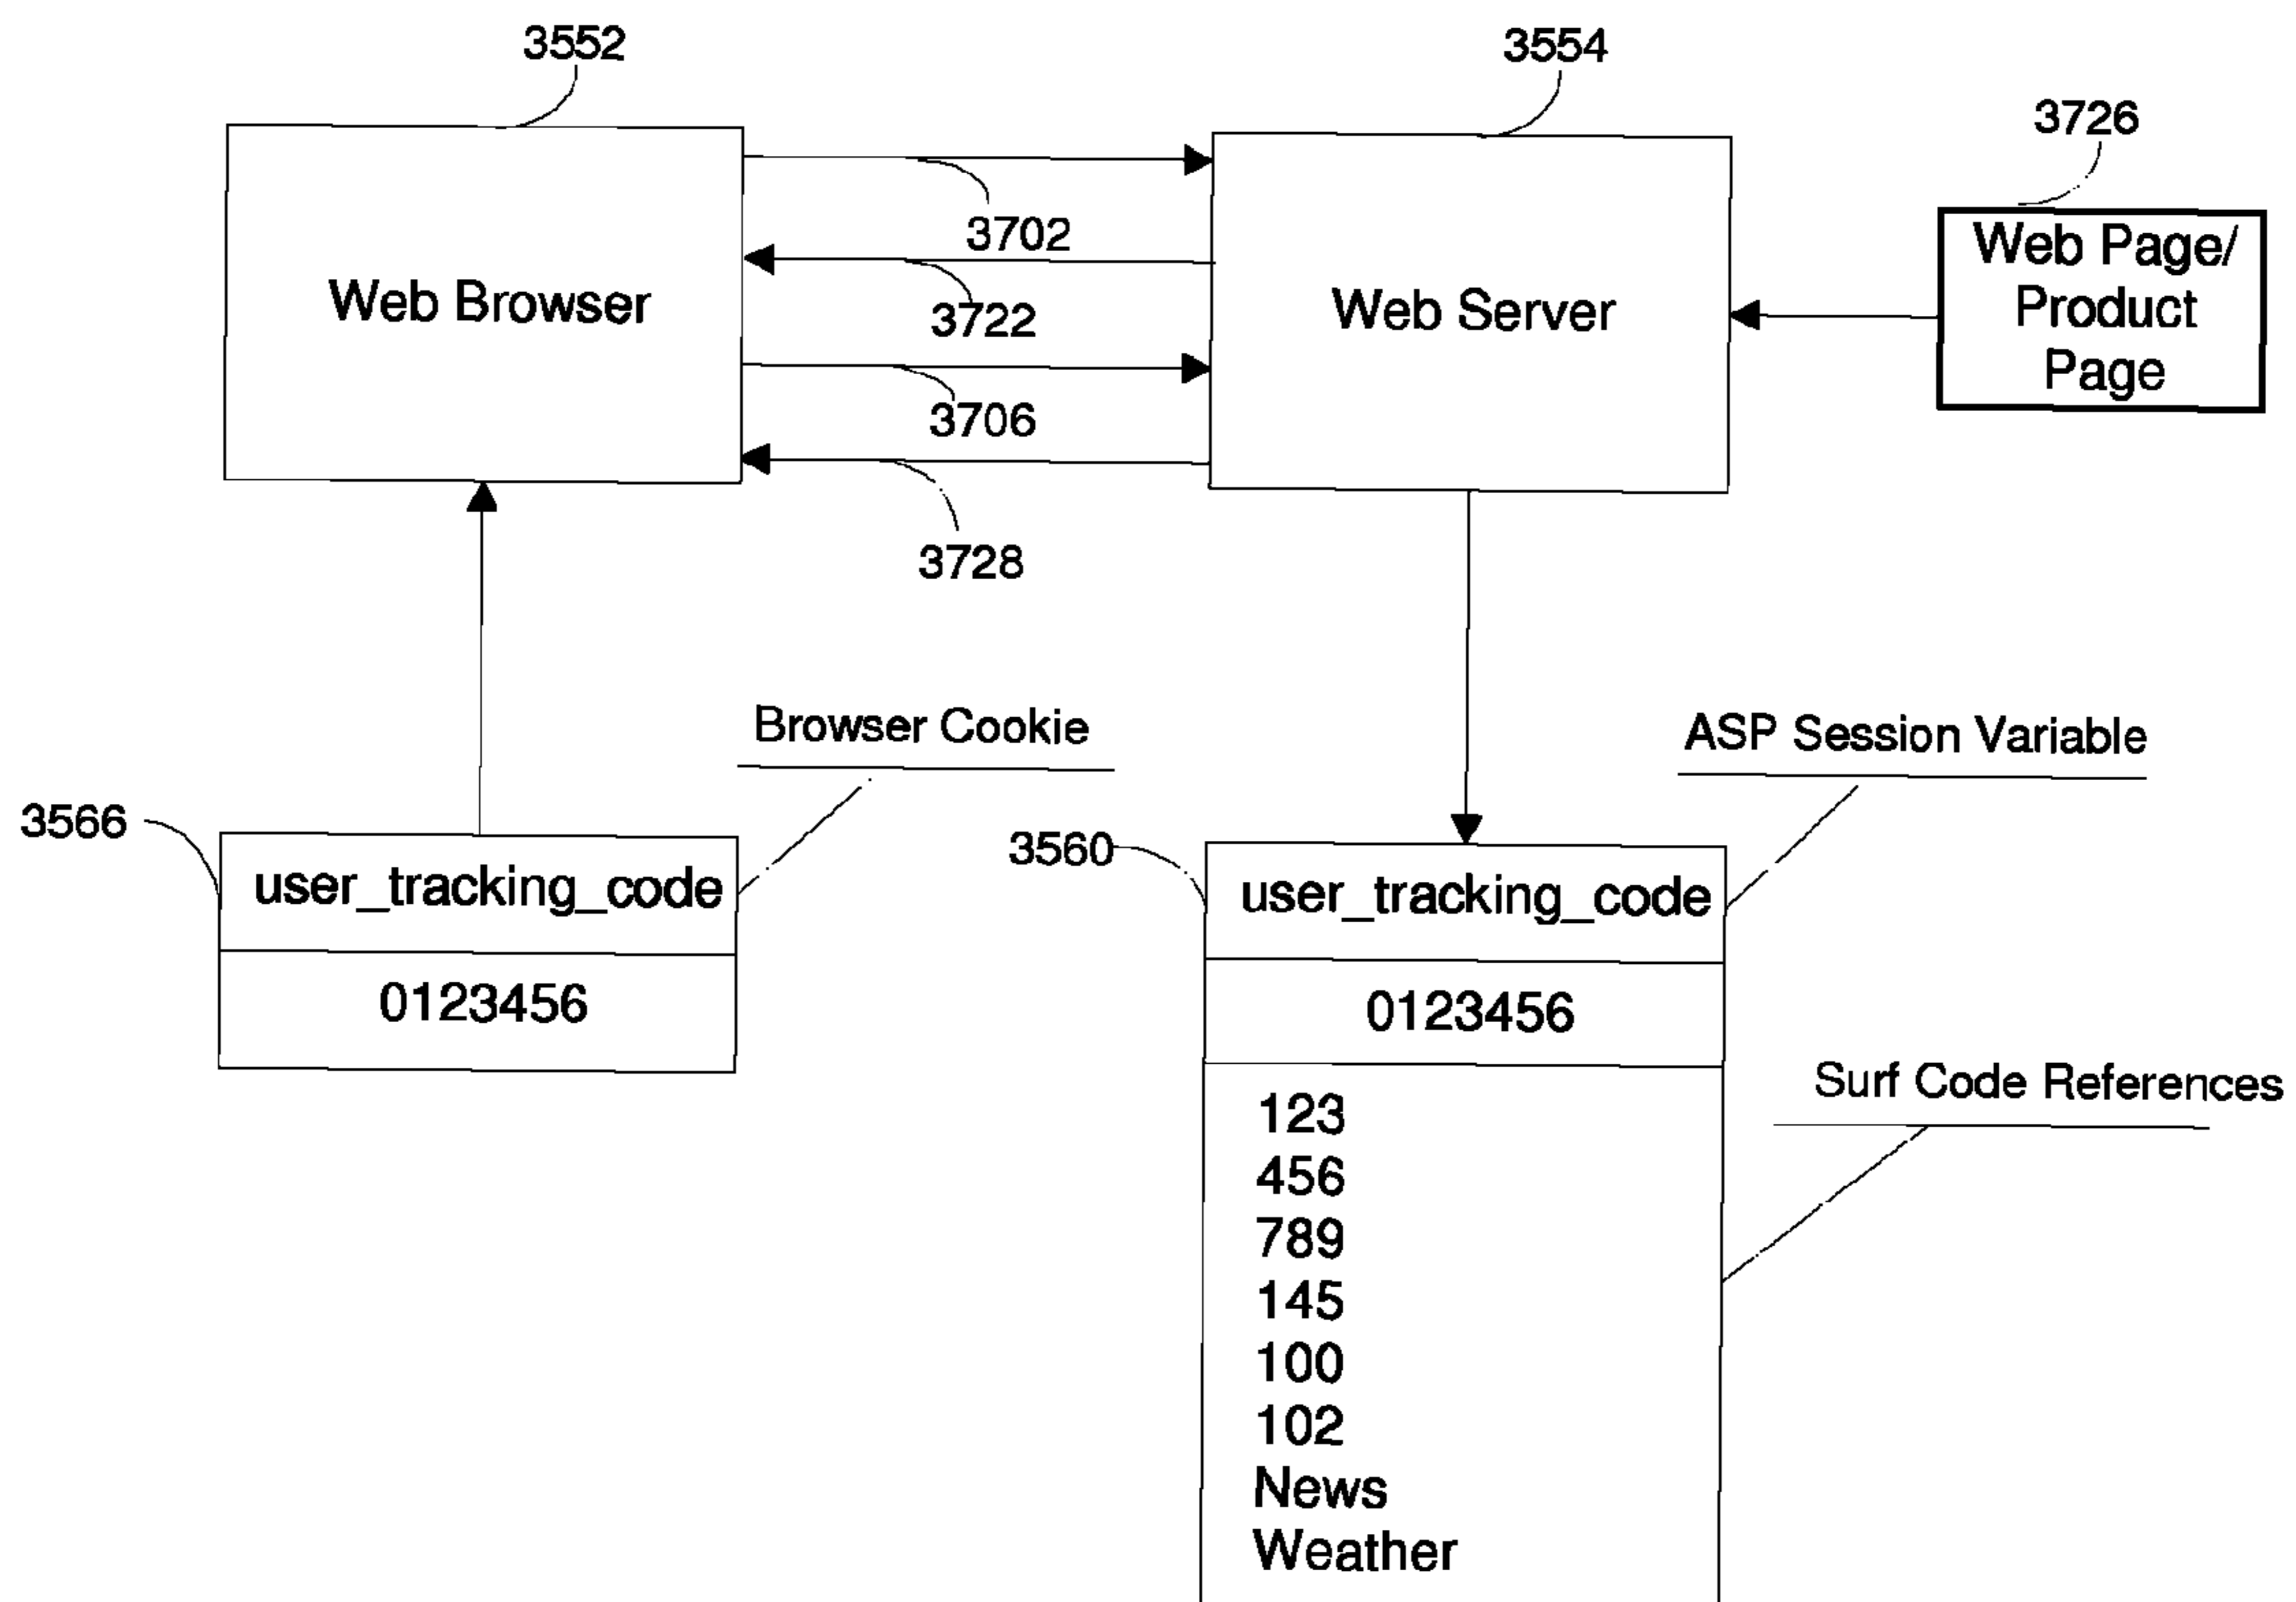 3552
3554
3726
3702
Web Page/
Product
Page
Web Browser
3722
Web Server
3706
3728
Browser Cookie
ASP Session Variable
3566
3560
user_tracking_code
user_tracking_code
0123456
0123456
Surf Code References
123
456
789
145
100
102
News
Weather